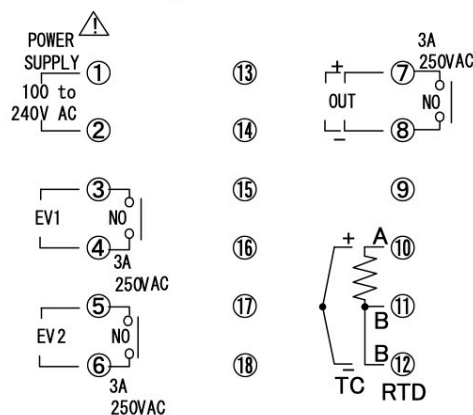 POWER SUPPLY
100 to 240V AC
①
②
EV1
③
④
NO
3A
250VAC
EV2
⑤
⑥
NO
3A
250VAC
⑬
⑭
⑮
⑯
⑰
⑱
3A
250VAC
+
OUT
−
⑦
⑧
NO
⑨
+
A
⑩
⑪
B
B
⑫
−
TC
RTD